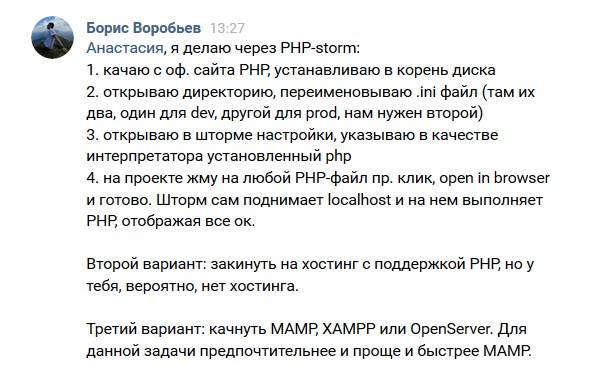 Борис Воробьев 13:27
Анастасия, я делаю через PHP-storm:
1. качаю с оф. сайта PHP, устанавливаю в корень диска
2. открываю директорию, переименовываю .ini файл (там их
два, один для dev, другой для prod, нам нужен второй)
3. открываю в шторме настройки, указываю в качестве
интерпретатора установленный php
4. на проекте жму на любой PHP-файл пр. клик, open in browser
и готово. Шторм сам поднимает localhost и на нем выполняет
PHP, отображая все ок.
Второй вариант: закинуть на хостинг с поддержкой PHP, но у
тебя, вероятно, нет хостинга.
Третий вариант: качнуть MAMP, XAMPP или OpenServer. Для
данной задачи предпочтительнее и проще и быстрее MAMP.